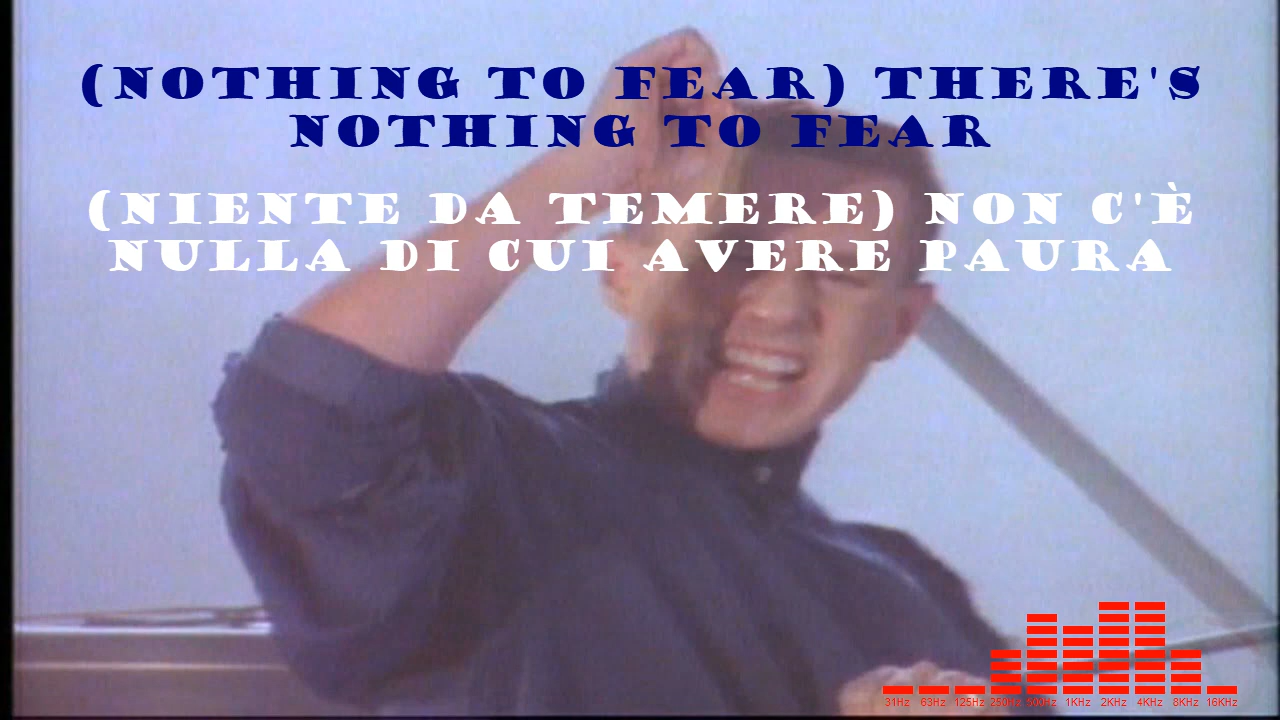 (NOTHING TO FEAR) THERE'S
NOTHING TO FEAR
(NIENTE DA TEMERE) NON C'È
NULLA DI CUI AVERE PAURA
31Hz 63Hz 125Hz 250Hz 500Hz 1KHz 2KHz 4KHz 8KHz 16KHz